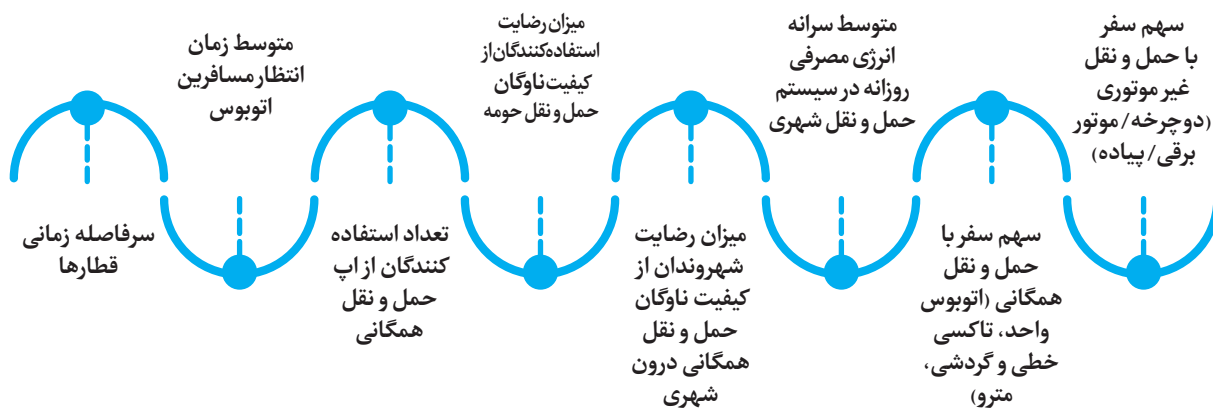 سهم سفر
با حمل و نقل
غیر موتوری
(دوچرخه/ موتور
برقی/ پیاده)
سهم سفر با
حمل و نقل
همگانی (اتوبوس
واحد، تاکسی
خطی و گردشی،
مترو)
متوسط سرانه
انرژی مصرفی
روزانه در سیستم
حمل و نقل شهری
میزان رضایت
شهروندان از
کیفیت ناوگان
حمل و نقل
همگانی درون
شهری
میزان رضایت
استفاده‌کنندگان از
کیفیت ناوگان
حمل و نقل حومه
تعداد استفاده
کنندگان از اپ
حمل و نقل
همگانی
متوسط زمان
انتظار مسافرین
اتوبوس
سرفاصله زمانی
قطارها